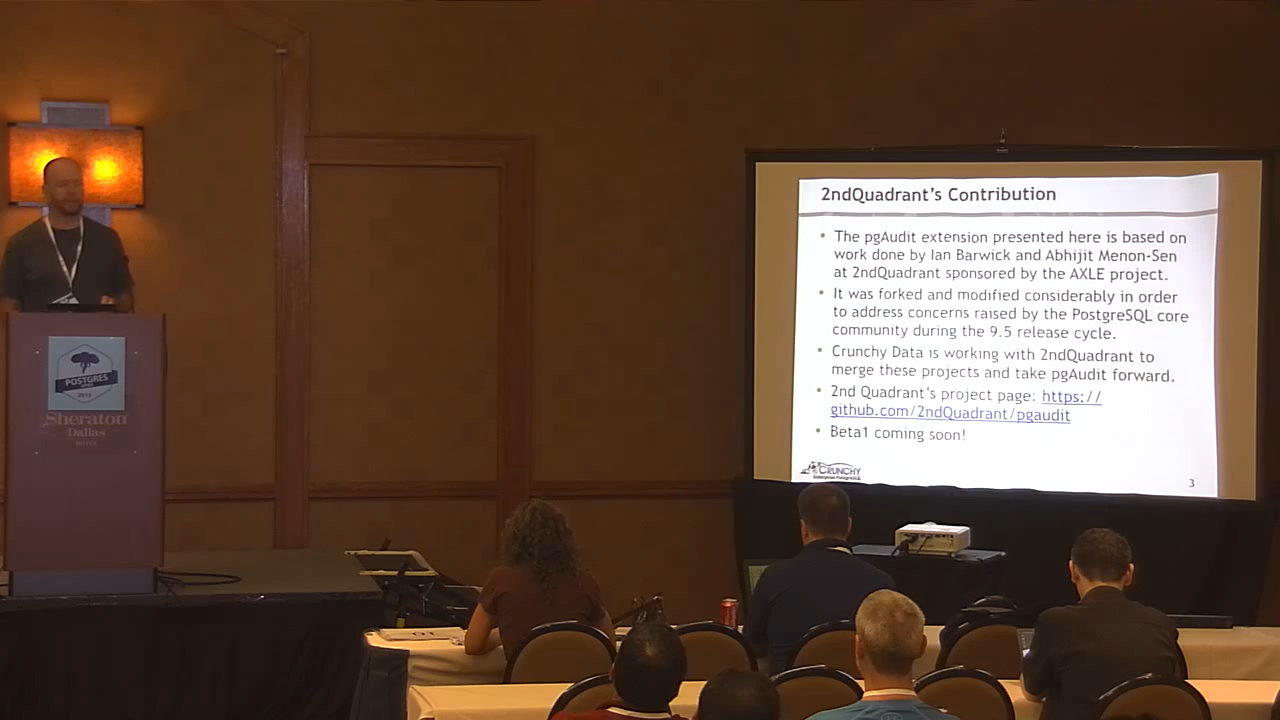 2ndQuadrant's Contribution
• The pgAudit extension presented here is based on
work done by Ian Barwick and Abhijit Menon-Sen
at 2ndQuadrant sponsored by the AXLE project.
• It was forked and modified considerably in order
to address concerns raised by the PostgreSQL core
community during the 9.5 release cycle.
• Crunchy Data is working with 2ndQuadrant to
merge these projects and take pgAudit forward.
• 2nd Quadrant's project page: https://
github.com/2ndQuadrant/pgaudit
• Beta1 coming soon!
CRUNCHY
Enterprise PostgreSQL
3
POSTGRES
Sheraton
Dallas
HOTEL